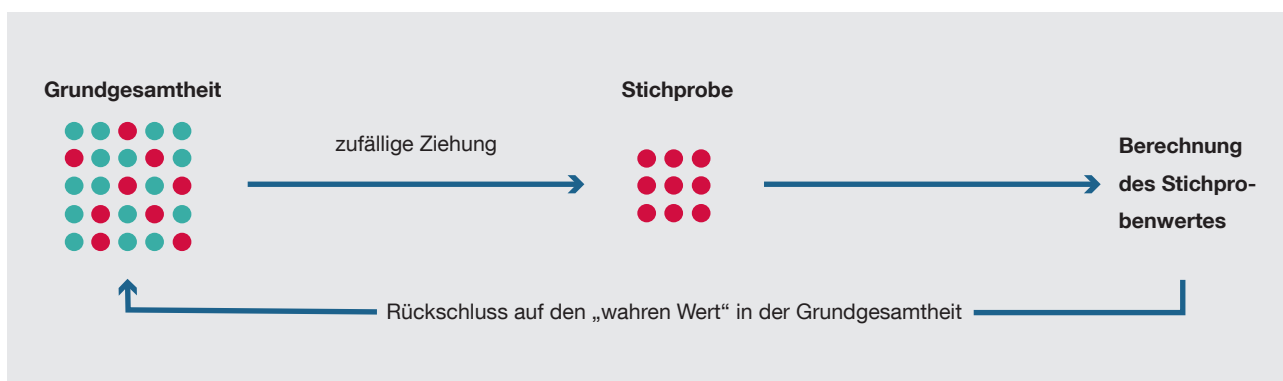 Grundgesamtheit
zufällige Ziehung
Stichprobe
Berechnung
des Stichpro-
benwertes
Rückschluss auf den „wahren Wert“ in der Grundgesamtheit